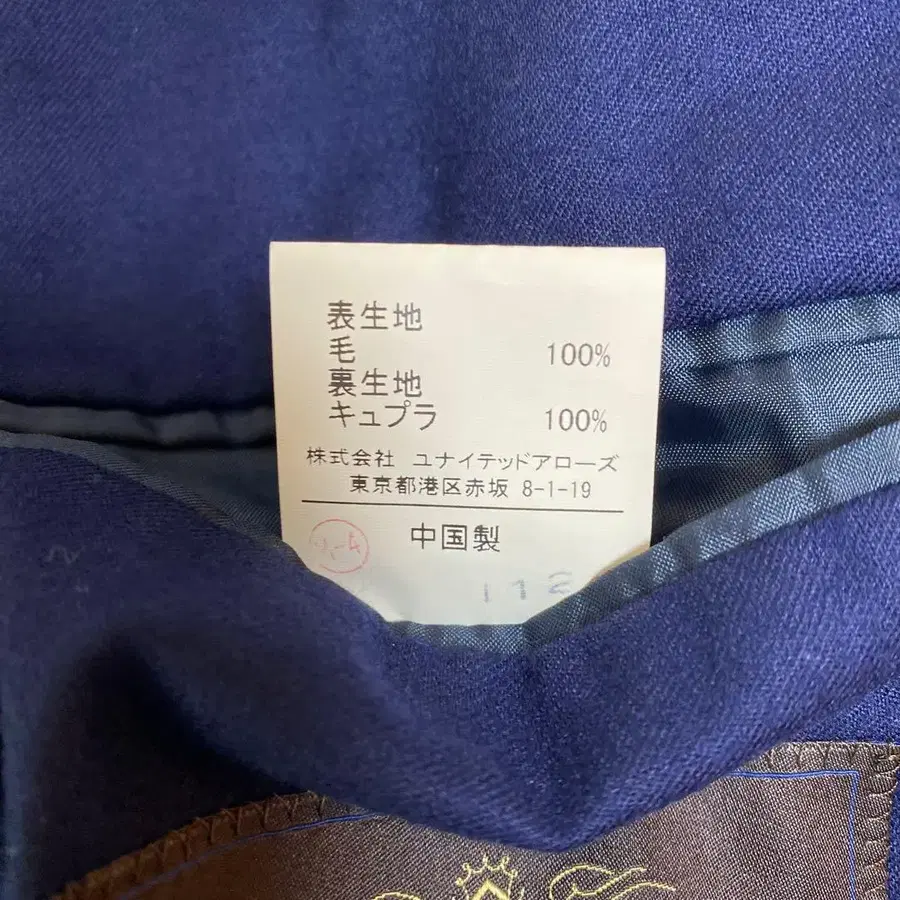 表生地
毛 100%
裏生地
キュプラ 100%
株式会社 ユナイテッドアローズ
東京都港区赤坂 8-1-19
中国製